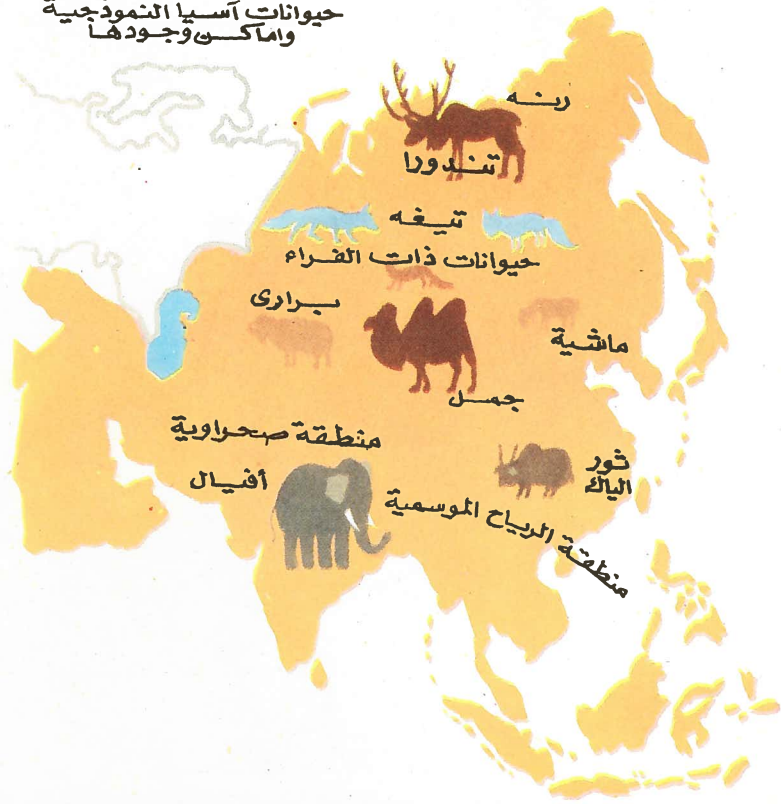 حيوانات آسيا النموذجية
واماكن وجودها
رنه
تندورا
تيغه
حيوانات ذات الفراء
براري
ماشية
جمل
منطقة صحراوية
أفيال
ثور
الياك
منطقة الرياح الموسمية